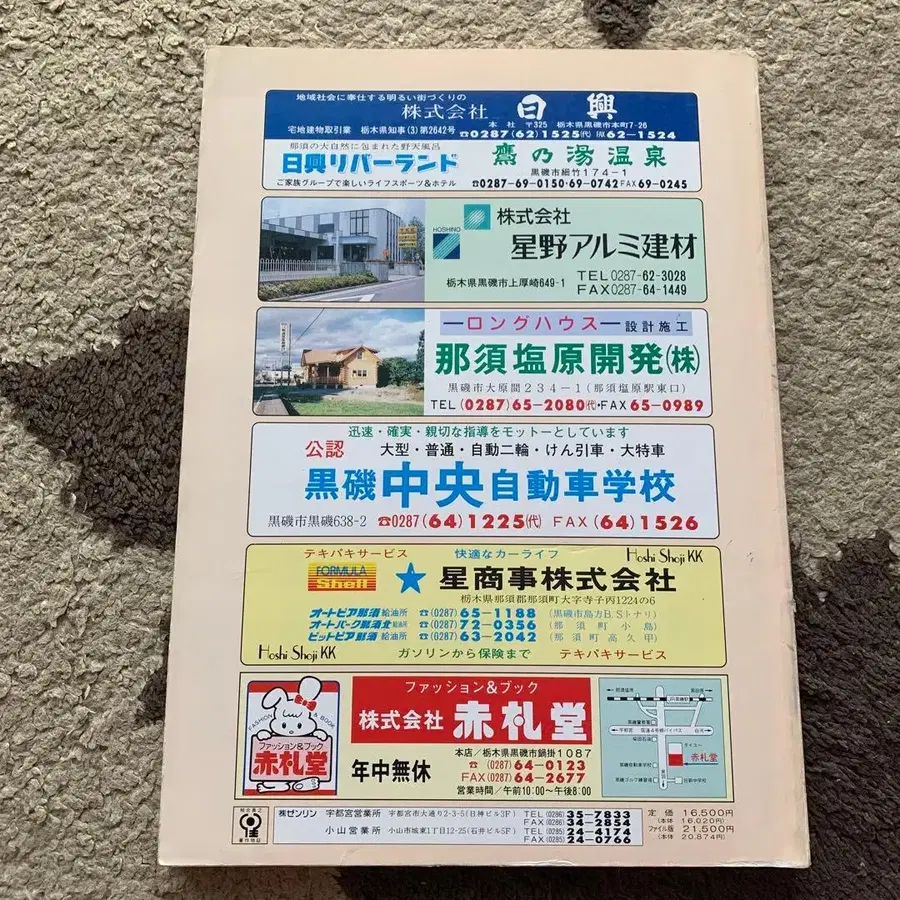 地域社会に奉仕する明るい街づくりの
株式会社 日興
本社 〒325 栃木県黒磯市本町7-26
宅地建物取引業 栃木県知事(3)第2642号 ☎0287(62)1525(代) FAX 62-1524
那須の大自然に包まれた野天風呂
日興リバーランド 鷹の湯温泉
黒磯市細竹174-1
ご家族グループで楽しいライフスポーツ&ホテル ☎0287-69-0150・69-0742 FAX 69-0245
株式会社
HOSHINO
星野アルミ建材
栃木県黒磯市上厚崎649-1
TEL 0287-62-3028
FAX 0287-64-1449
―ロングハウス― 設計施工
那須塩原開発(株)
黒磯市大原間234-1(那須塩原駅東口)
TEL (0287) 65-2080(代)・FAX 65-0989
迅速・確実・親切な指導をモットーとしています
公認 大型・普通・自動二輪・けん引車・大特車
黒磯中央自動車学校
黒磯市黒磯638-2 ☎0287(64)1225(代) FAX(64)1526
テキパキサービス 快適なカーライフ Hoshi Shoji KK
FORMULA
Shell
★星商事株式会社
栃木県那須郡那須町大字寺子丙1224の6
オートピア那須給油所 ☎(0287)65-1188 (黒磯市島方B.Sトナリ)
オートパーク那須北給油所 ☎(0287)72-0356 (那須町小島)
ピットピア那須給油所 ☎(0287)63-2042 (那須町高久甲)
Hoshi Shoji KK ガソリンから保険まで テキパキサービス
FASHION & BOOK
ファッション&ブック
赤札堂
ファッション&ブック
株式会社 赤札堂
年中無休
本店/栃木県黒磯市鍋掛1087
☎ (0287) 64-0123
FAX(0287) 64-2677
営業時間/午前10:00〜午後8:00
赤札堂
㈱ゼンリン 宇都宮営業所 宇都宮市大通り2-3-5(日神ビル3F) TEL(0286) 35-7833
FAX(0286) 34-2854
小山営業所 小山市城東1丁目12-25(石井ビル5F) TEL(0285) 24-4174
FAX(0285) 24-0766
定価 16,500円
(本体 16,020円)
ファイル版 21,500円
(本体 20,874円)